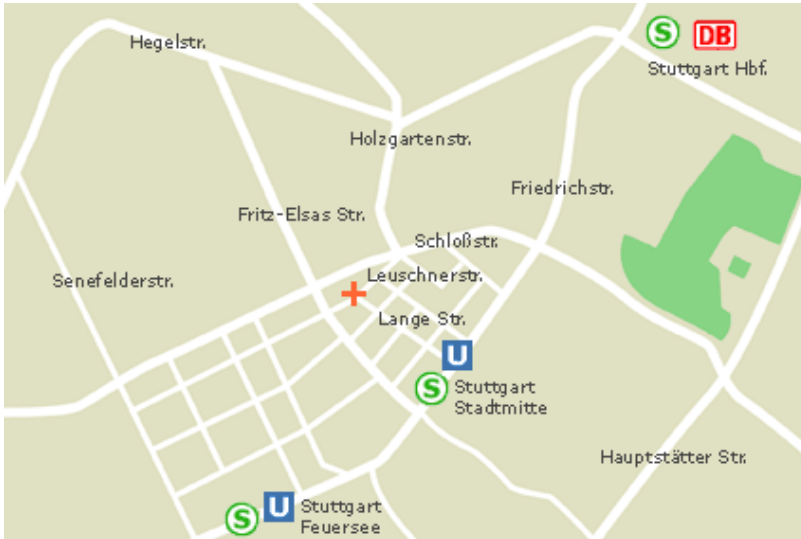 Hegelstr.
S DB
Stuttgart Hbf.
Holzgartenstr.
Friedrichstr.
Fritz-Elsas Str.
Schloßstr.
Senefelderstr.
Leuschnerstr.
Lange Str.
U
S Stuttgart
Stadtmitte
Hauptstätter Str.
S U Stuttgart
Feuersee